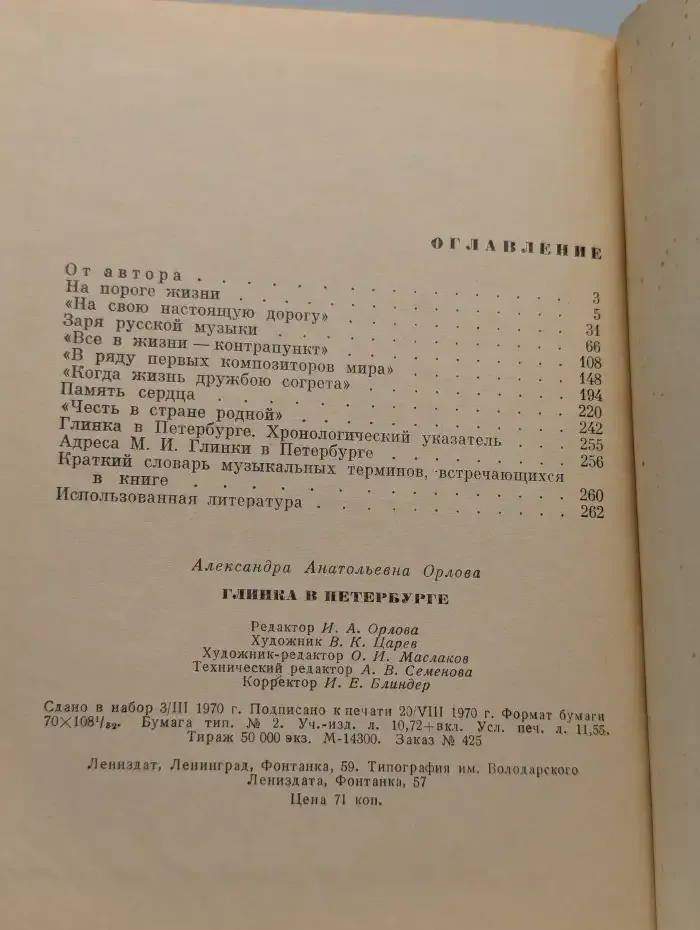 ОГЛАВЛЕНИЕ
От автора . . . . . . . . . . . . . . . 3
На пороге жизни . . . . . . . . . . . . . 5
«На свою настоящую дорогу» . . . . . . . . . 31
Заря русской музыки . . . . . . . . . . . . 66
«Все в жизни — контрапункт» . . . . . . . . . 108
«В ряду первых композиторов мира» . . . . . . . 148
«Когда жизнь дружбою согрета» . . . . . . . . 194
Память сердца . . . . . . . . . . . . . . 220
«Честь в стране родной» . . . . . . . . . . 242
Глинка в Петербурге. Хронологический указатель . . . 255
Адреса М. И. Глинки в Петербурге . . . . . . . 256
Краткий словарь музыкальных терминов, встречающихся
в книге . . . . . . . . . . . . . . . 260
Использованная литература . . . . . . . . . . 262
Александра Анатольевна Орлова
ГЛИНКА В ПЕТЕРБУРГЕ
Редактор И. А. Орлова
Художник В. К. Царев
Художник-редактор О. И. Маслаков
Технический редактор А. В. Семенова
Корректор И. Е. Блиндер
Сдано в набор 3/III 1970 г. Подписано к печати 20/VIII 1970 г. Формат бумаги
70×108¹/₃₂. Бумага тип. № 2. Уч.-изд. л. 10,72+вкл. Усл. печ. л. 11,55.
Тираж 50 000 экз. М-14300. Заказ № 425
Лениздат, Ленинград, Фонтанка, 59. Типография им. Володарского
Лениздата, Фонтанка, 57
Цена 71 коп.